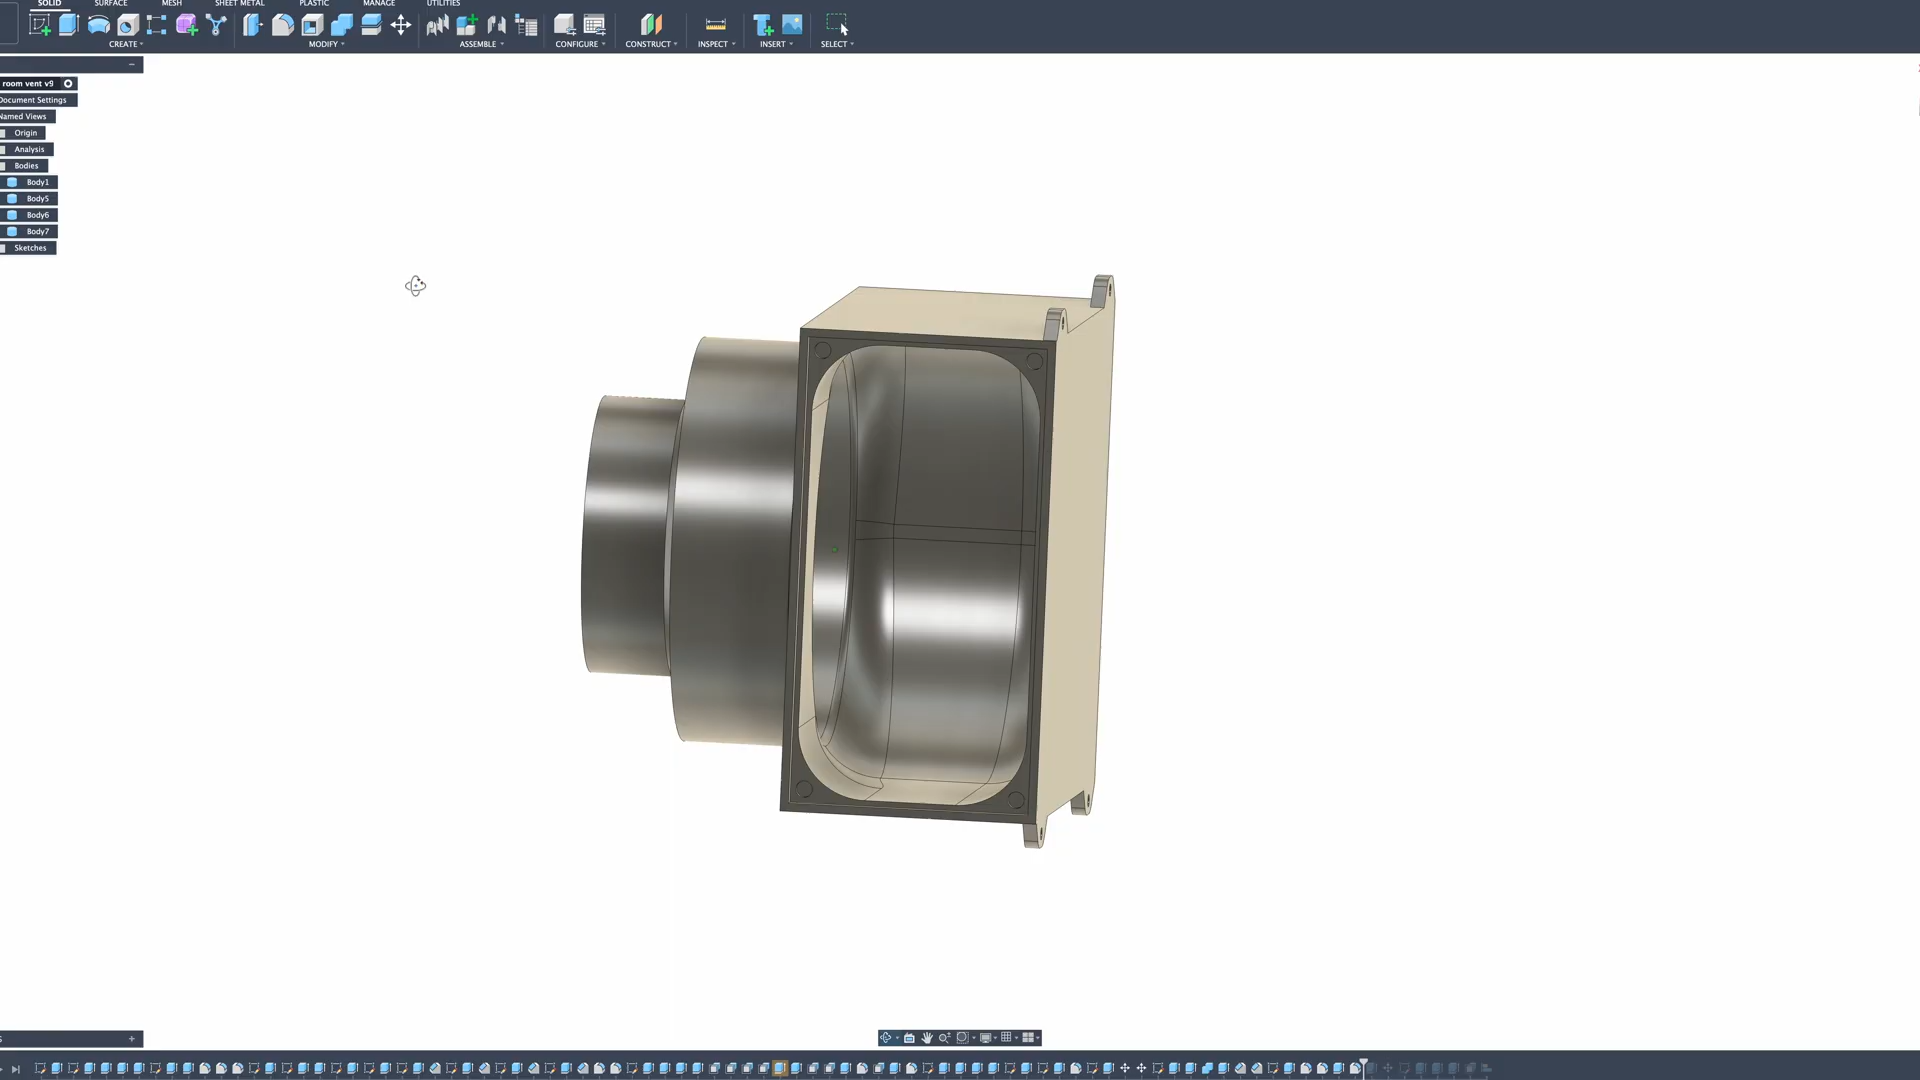 SOLID SURFACE MESH SHEET METAL PLASTIC MANAGE UTILITIES
CREATE MODIFY ASSEMBLE CONFIGURE CONSTRUCT INSPECT INSERT SELECT
room vent v9
Document Settings
Named Views
Origin
Analysis
Bodies
Body1
Body5
Body6
Body7
Sketches